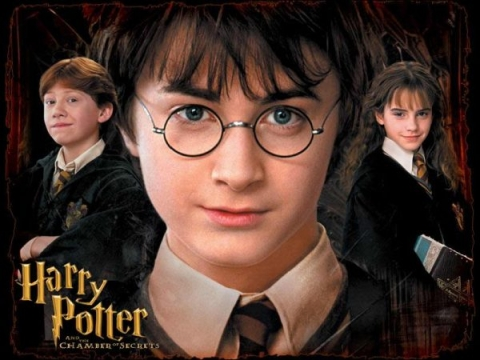 Harry
Potter
AND THE
CHAMBER OF SECRETS